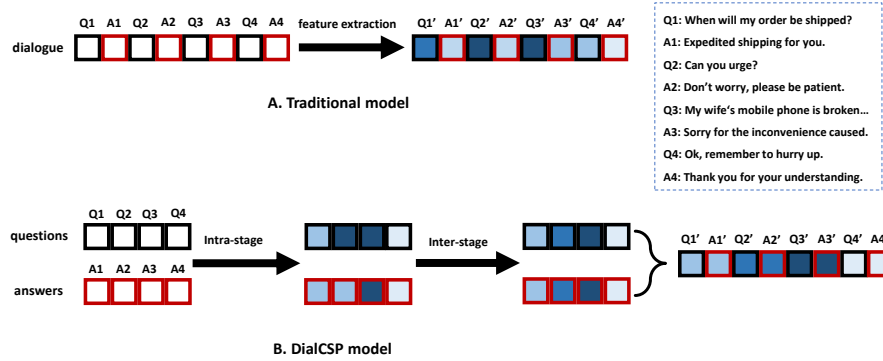 Q1 A1 Q2 A2 Q3 A3 Q4 A4
dialogue
feature extraction
Q1’ A1’ Q2’ A2’ Q3’ A3’ Q4’ A4’
A. Traditional model
Q1: When will my order be shipped?
A1: Expedited shipping for you.
Q2: Can you urge?
A2: Don’t worry, please be patient.
Q3: My wife‘s mobile phone is broken…
A3: Sorry for the inconvenience caused.
Q4: Ok, remember to hurry up.
A4: Thank you for your understanding.
Q1 Q2 Q3 Q4
questions
A1 A2 A3 A4
answers
Intra-stage
Inter-stage
Q1’ A1’ Q2’ A2’ Q3’ A3’ Q4’ A4
B. DialCSP model